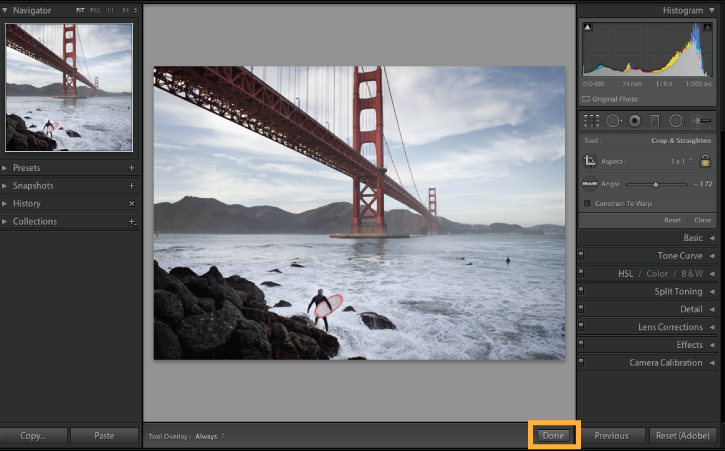 Navigator
FIT FILL 1:1 3:1
Presets
Snapshots
History
Collections
Copy...
Paste
Tool Overlay : Always
Done
Histogram
ISO 400 24 mm f / 9.0 1/200 sec
Original Photo
Tool : Crop & Straighten
Aspect : 1 x 1
Angle - 1.72
Constrain To Warp
Reset Close
Basic
Tone Curve
HSL / Color / B & W
Split Toning
Detail
Lens Corrections
Effects
Camera Calibration
Previous
Reset (Adobe)